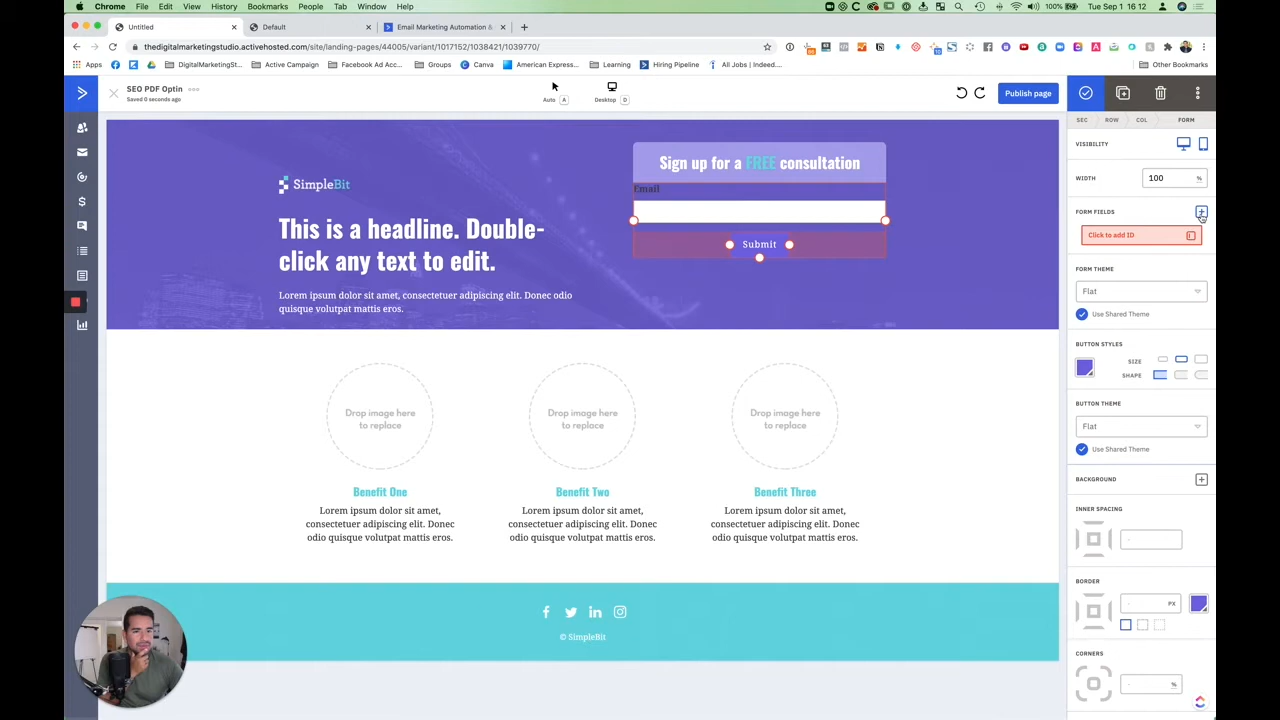 Chrome File Edit View History Bookmarks People Tab Window Help 100% Tue Sep 1 16 12
Untitled Default Email Marketing Automation &
thedigitalmarketingstudio.activehosted.com/site/landing-pages/44005/variant/1017152/1038421/1039770/
Apps DigitalMarketingSt... Active Campaign Facebook Ad Acc... Groups Canva American Express... Learning Hiring Pipeline All Jobs | Indeed.... Other Bookmarks
SEO PDF Optin
Saved 0 seconds ago
Auto A Desktop D
Publish page
SEC ROW COL FORM
VISIBILITY
WIDTH 100 %
FORM FIELDS
Click to add ID
FORM THEME
Flat
Use Shared Theme
BUTTON STYLES
SIZE
SHAPE
BUTTON THEME
Flat
Use Shared Theme
BACKGROUND
INNER SPACING
BORDER
PX
CORNERS
%
SimpleBit
This is a headline. Double-
click any text to edit.
Lorem ipsum dolor sit amet, consectetuer adipiscing elit. Donec odio
quisque volutpat mattis eros.
Sign up for a FREE consultation
Email
Submit
Drop image here
to replace
Drop image here
to replace
Drop image here
to replace
Benefit One
Lorem ipsum dolor sit amet,
consectetuer adipiscing elit. Donec
odio quisque volutpat mattis eros.
Benefit Two
Lorem ipsum dolor sit amet,
consectetuer adipiscing elit. Donec
odio quisque volutpat mattis eros.
Benefit Three
Lorem ipsum dolor sit amet,
consectetuer adipiscing elit. Donec
odio quisque volutpat mattis eros.
© SimpleBit